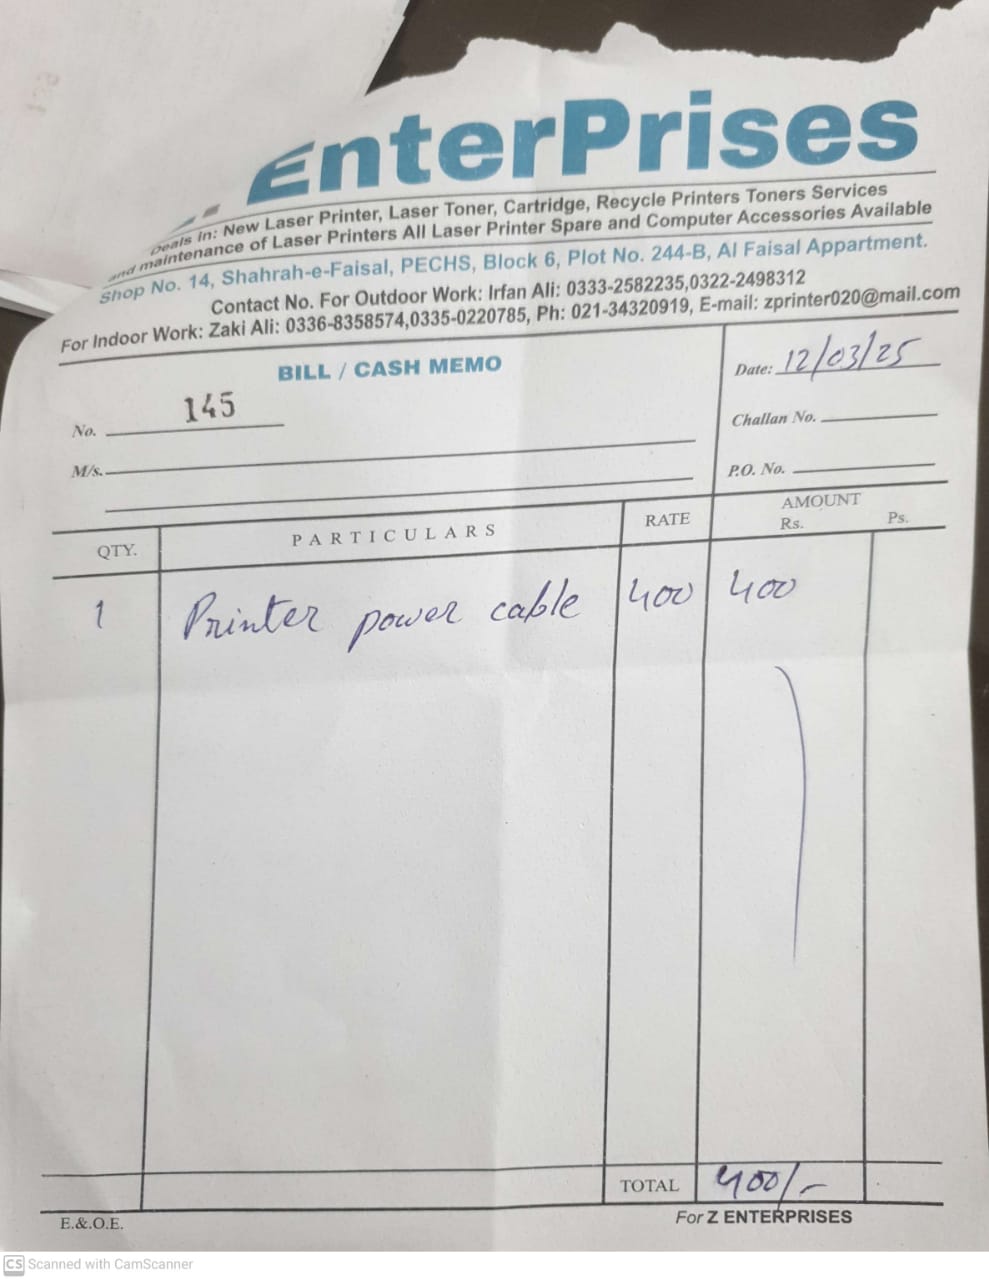 EnterPrises
Deals in: New Laser Printer, Laser Toner, Cartridge, Recycle Printers Toners Services
and maintenance of Laser Printers All Laser Printer Spare and Computer Accessories Available
Shop No. 14, Shahrah-e-Faisal, PECHS, Block 6, Plot No. 244-B, Al Faisal Appartment.
Contact No. For Outdoor Work: Irfan Ali: 0333-2582235,0322-2498312
For Indoor Work: Zaki Ali: 0336-8358574,0335-0220785, Ph: 021-34320919, E-mail: zprinter020@mail.com
BILL / CASH MEMO
Date: 12/03/25
No. 145
Challan No.
M/s.
P.O. No.
QTY. PARTICULARS RATE AMOUNT
Rs. Ps.
1 Printer power cable 400 400
TOTAL 400/-
E.&.O.E. For Z ENTERPRISES
CS Scanned with CamScanner